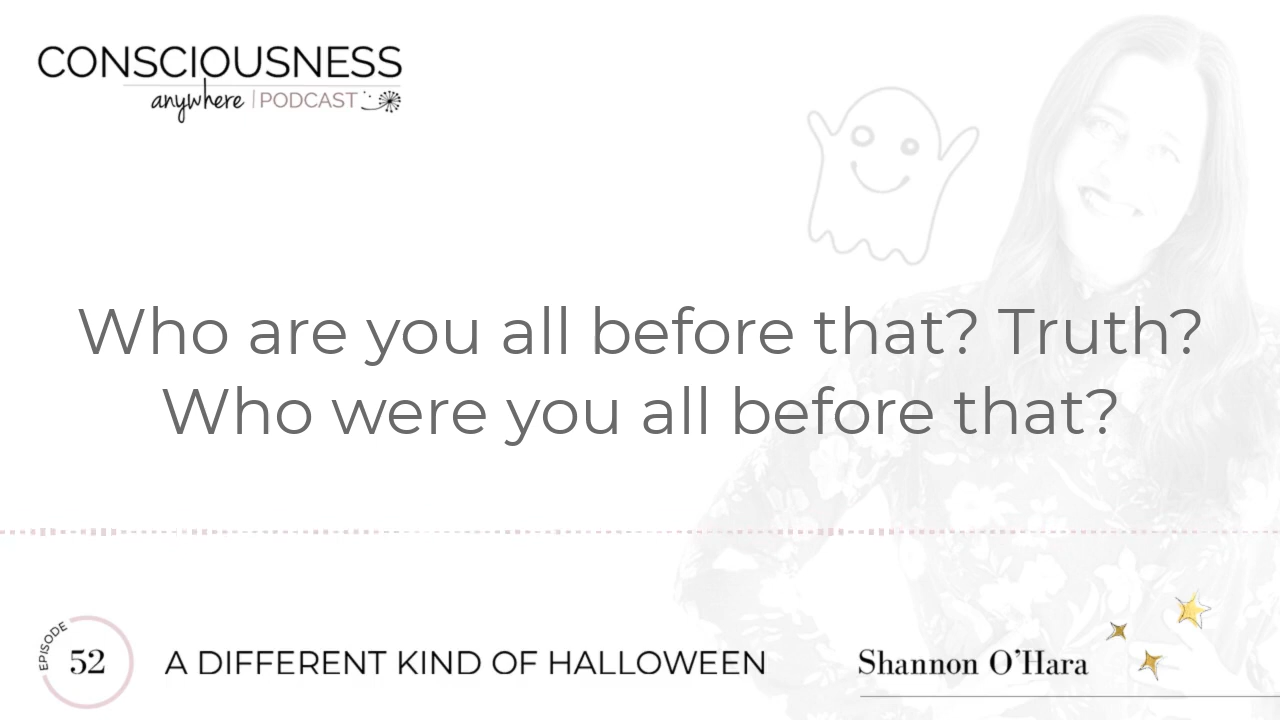 CONSCIOUSNESS
anywhere | PODCAST
Who are you all before that? Truth?
Who were you all before that?
EPISODE
52
A DIFFERENT KIND OF HALLOWEEN
Shannon O'Hara